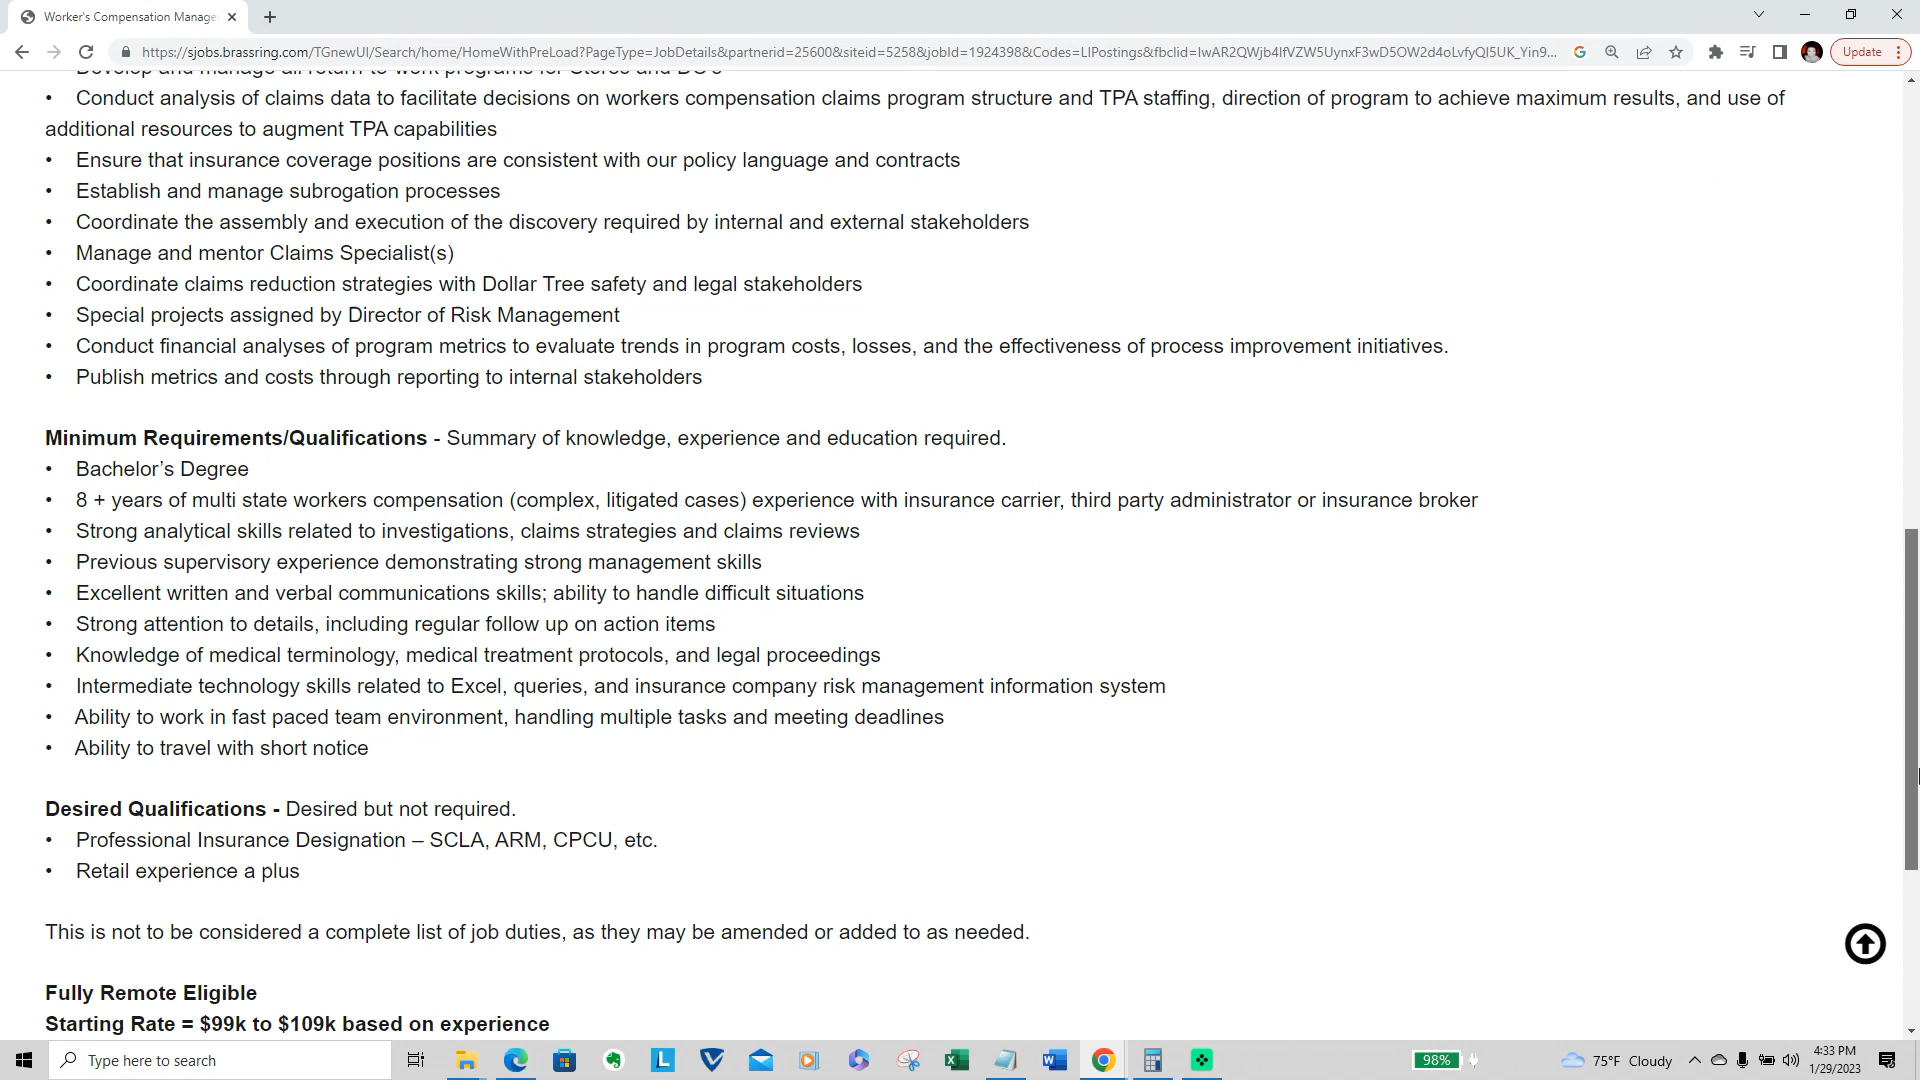 Worker's Compensation Manage
https://sjobs.brassring.com/TGnewUI/Search/home/HomeWithPreLoad?PageType=JobDetails&partnerid=25600&siteid=5258&jobId=1924398&Codes=LIPostings&fbclid=IwAR2QWjb4lfVZW5UynxF3wD5OW2d4oLvfyQI5UK_Yin9...
Update
Develop and manage all return to work programs for Stores and DC's
• Conduct analysis of claims data to facilitate decisions on workers compensation claims program structure and TPA staffing, direction of program to achieve maximum results, and use of
additional resources to augment TPA capabilities
• Ensure that insurance coverage positions are consistent with our policy language and contracts
• Establish and manage subrogation processes
• Coordinate the assembly and execution of the discovery required by internal and external stakeholders
• Manage and mentor Claims Specialist(s)
• Coordinate claims reduction strategies with Dollar Tree safety and legal stakeholders
• Special projects assigned by Director of Risk Management
• Conduct financial analyses of program metrics to evaluate trends in program costs, losses, and the effectiveness of process improvement initiatives.
• Publish metrics and costs through reporting to internal stakeholders
Minimum Requirements/Qualifications - Summary of knowledge, experience and education required.
• Bachelor’s Degree
• 8 + years of multi state workers compensation (complex, litigated cases) experience with insurance carrier, third party administrator or insurance broker
• Strong analytical skills related to investigations, claims strategies and claims reviews
• Previous supervisory experience demonstrating strong management skills
• Excellent written and verbal communications skills; ability to handle difficult situations
• Strong attention to details, including regular follow up on action items
• Knowledge of medical terminology, medical treatment protocols, and legal proceedings
• Intermediate technology skills related to Excel, queries, and insurance company risk management information system
• Ability to work in fast paced team environment, handling multiple tasks and meeting deadlines
• Ability to travel with short notice
Desired Qualifications - Desired but not required.
• Professional Insurance Designation – SCLA, ARM, CPCU, etc.
• Retail experience a plus
This is not to be considered a complete list of job duties, as they may be amended or added to as needed.
Fully Remote Eligible
Starting Rate = $99k to $109k based on experience
Type here to search
98%
75°F Cloudy
4:33 PM
1/29/2023